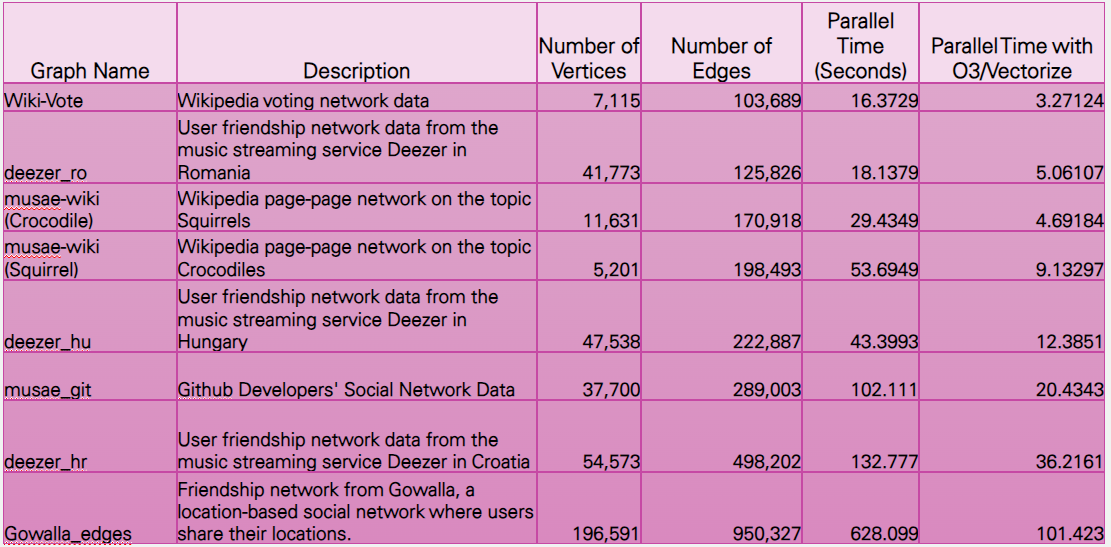 Graph Name
Description
Number of
Vertices
Number of
Edges
Parallel
Time
(Seconds)
Parallel Time with
O3/Vectorize
Wiki-Vote
Wikipedia voting network data
7,115
103,689
16.3729
3.27124
deezer_ro
User friendship network data from the
music streaming service Deezer in
Romania
41,773
125,826
18.1379
5.06107
musae-wiki
(Crocodile)
Wikipedia page-page network on the topic
Squirrels
11,631
170,918
29.4349
4.69184
musae-wiki
(Squirrel)
Wikipedia page-page network on the topic
Crocodiles
5,201
198,493
53.6949
9.13297
deezer_hu
User friendship network data from the
music streaming service Deezer in
Hungary
47,538
222,887
43.3993
12.3851
musae_git
Github Developers' Social Network Data
37,700
289,003
102.111
20.4343
deezer_hr
User friendship network data from the
music streaming service Deezer in Croatia
54,573
498,202
132.777
36.2161
Gowalla_edges
Friendship network from Gowalla, a
location-based social network where users
share their locations.
196,591
950,327
628.099
101.423